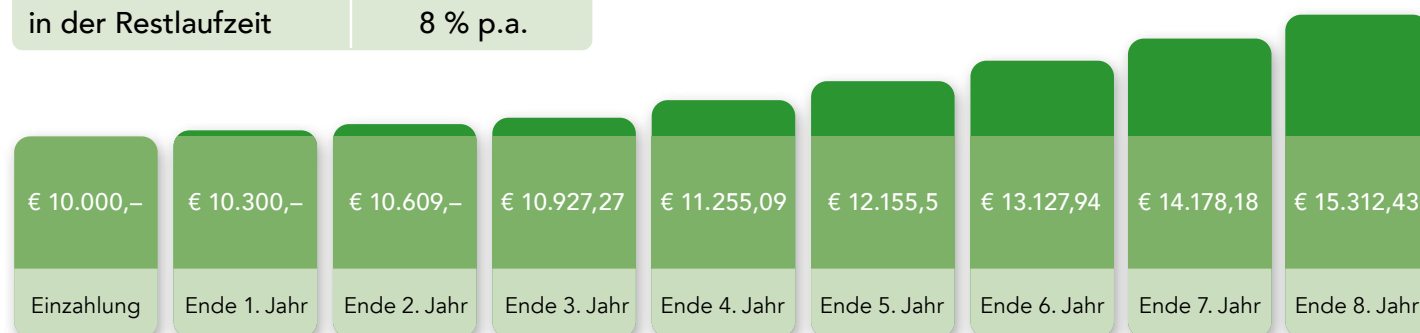 in der Restlaufzeit 8 % p.a.
€ 10.000,– € 10.300,– € 10.609,– € 10.927,27 € 11.255,09 € 12.155,5 € 13.127,94 € 14.178,18 € 15.312,43
Einzahlung Ende 1. Jahr Ende 2. Jahr Ende 3. Jahr Ende 4. Jahr Ende 5. Jahr Ende 6. Jahr Ende 7. Jahr Ende 8. Jahr